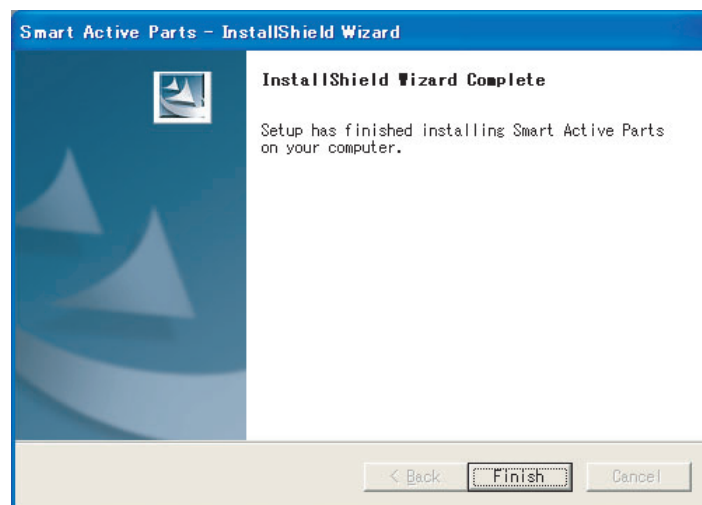 Smart Active Parts - InstallShield Wizard
InstallShield Wizard Complete
Setup has finished installing Smart Active Parts
on your computer.
< Back Finish Cancel